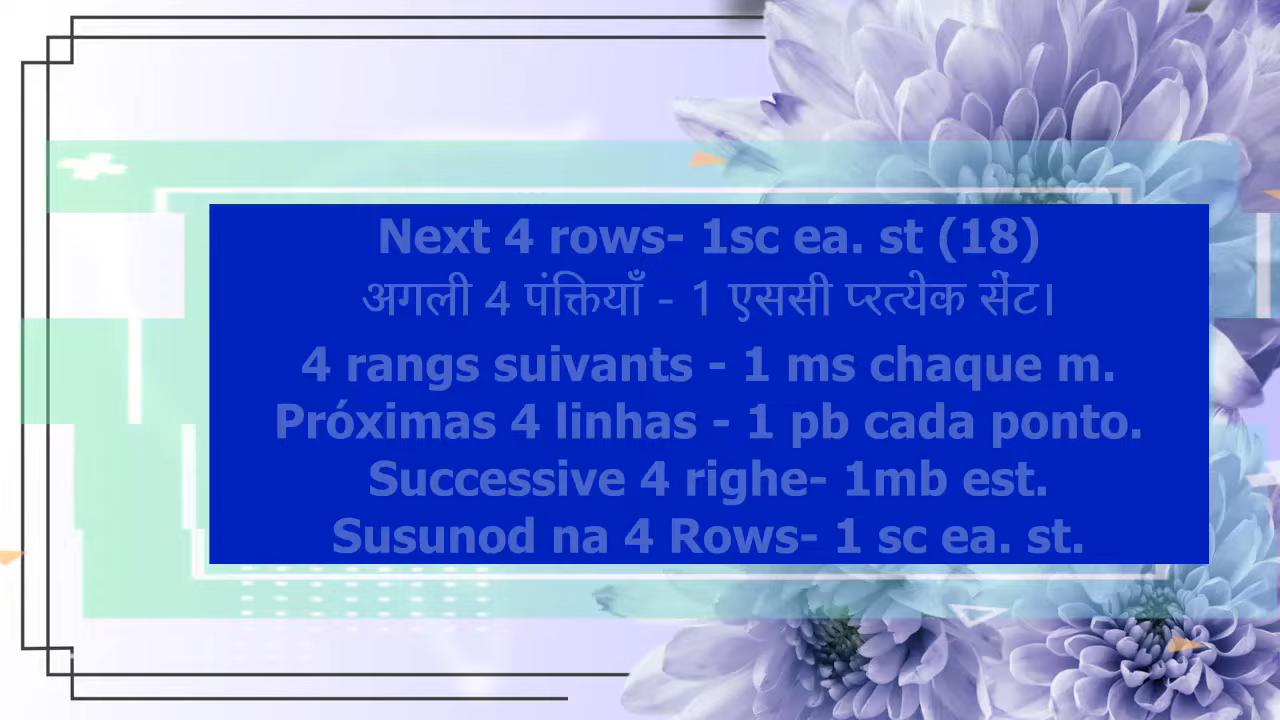 Next 4 rows- 1sc ea. st (18)
अगली 4 पंक्तियाँ - 1 एससी प्रत्येक सेंट।
4 rangs suivants - 1 ms chaque m.
Próximas 4 linhas - 1 pb cada ponto.
Successive 4 righe- 1mb est.
Susunod na 4 Rows- 1 sc ea. st.